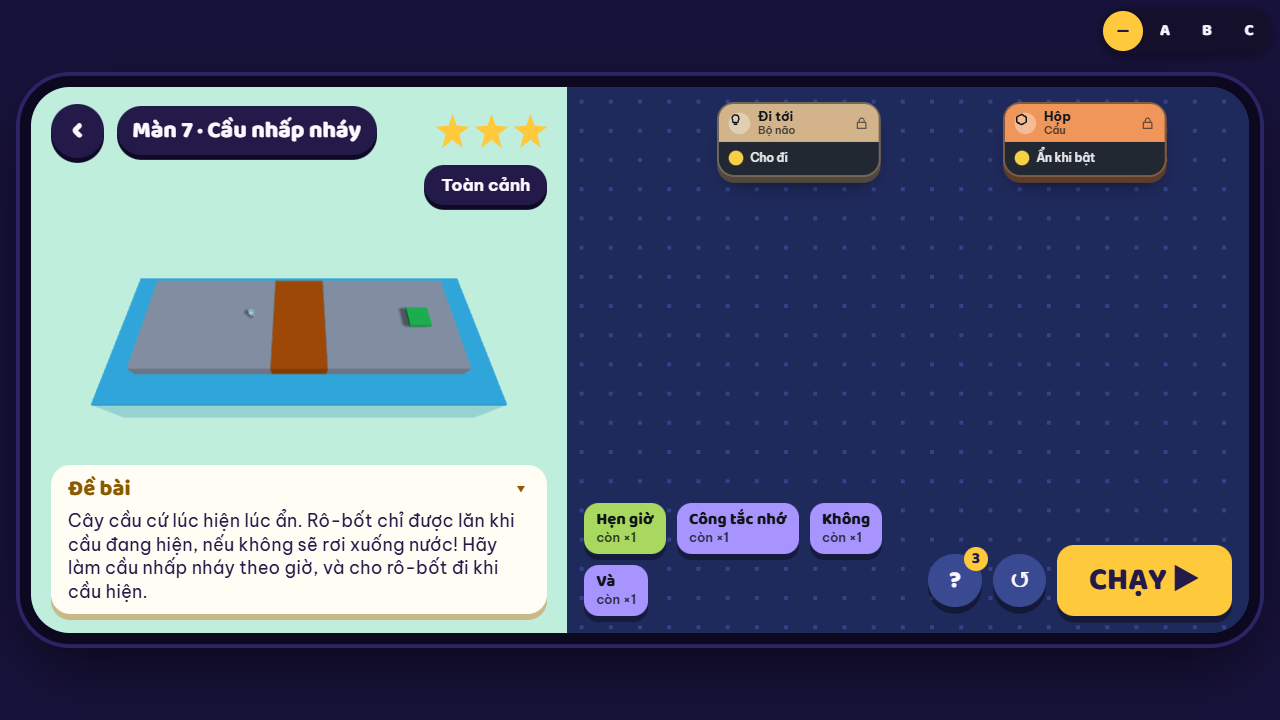 –
A
B
C
Màn 7 · Cầu nhấp nháy
Toàn cảnh
Đi tới
Bộ não
Cho đi
Hộp
Cầu
Ẩn khi bật
Đề bài
Cây cầu cứ lúc hiện lúc ẩn. Rô-bốt chỉ được lăn khi
cầu đang hiện, nếu không sẽ rơi xuống nước! Hãy
làm cầu nhấp nháy theo giờ, và cho rô-bốt đi khi
cầu hiện.
Hẹn giờ
còn ×1
Công tắc nhớ
còn ×1
Không
còn ×1
Và
còn ×1
?
3
CHẠY